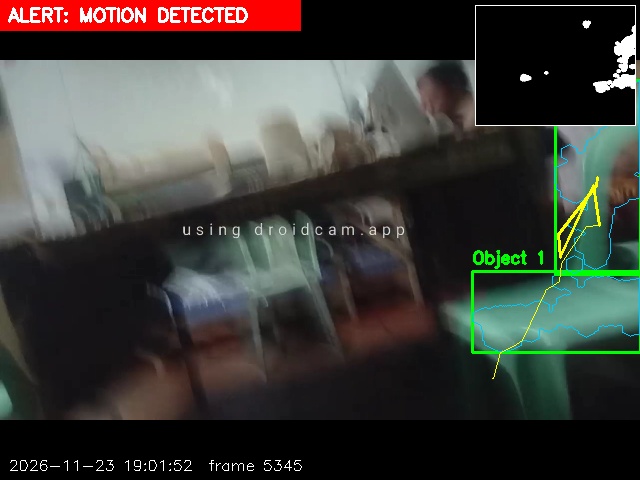 ALERT: MOTION DETECTED
using droidcam.app
Object 1
2026-11-23 19:01:52 frame 5345